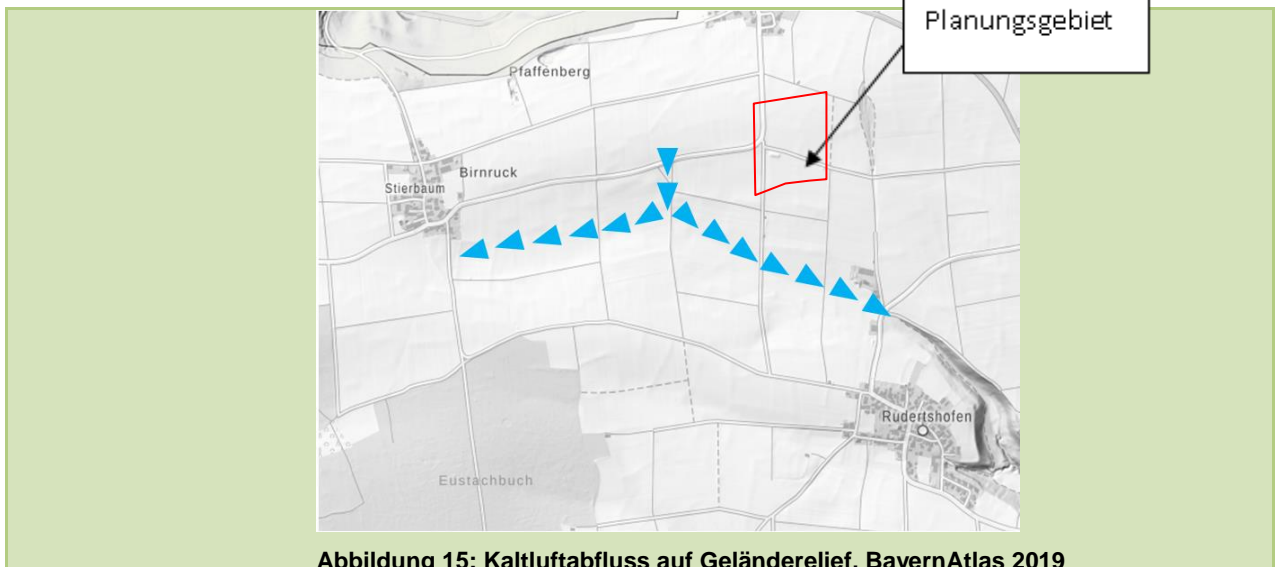 Planungsgebiet
Pfaffenberg
Birnruck
Stierbaum
Rudertshofen
Eustachbuch
Abbildung 15: Kaltluftabfluss auf Geländerelief, BayernAtlas 2019